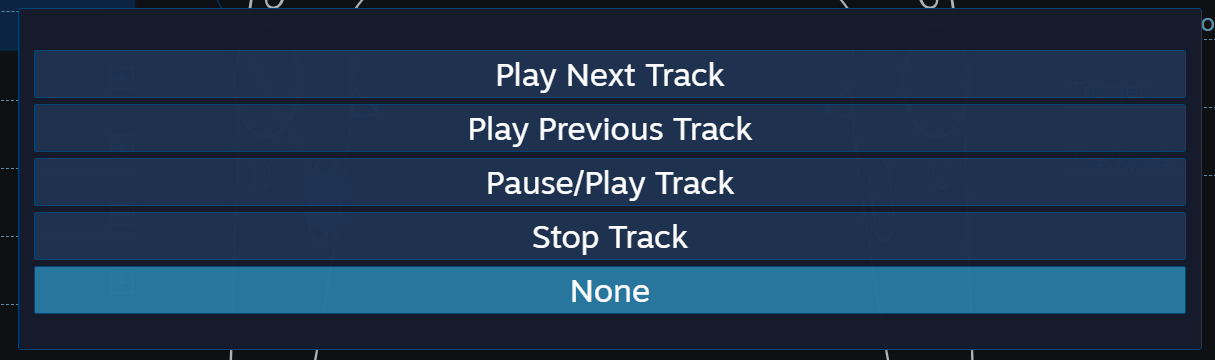 Play Next Track
Play Previous Track
Pause/Play Track
Stop Track
None